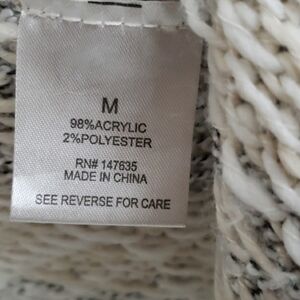 M
98%ACRYLIC
2%POLYESTER
RN# 147635
MADE IN CHINA
SEE REVERSE FOR CARE